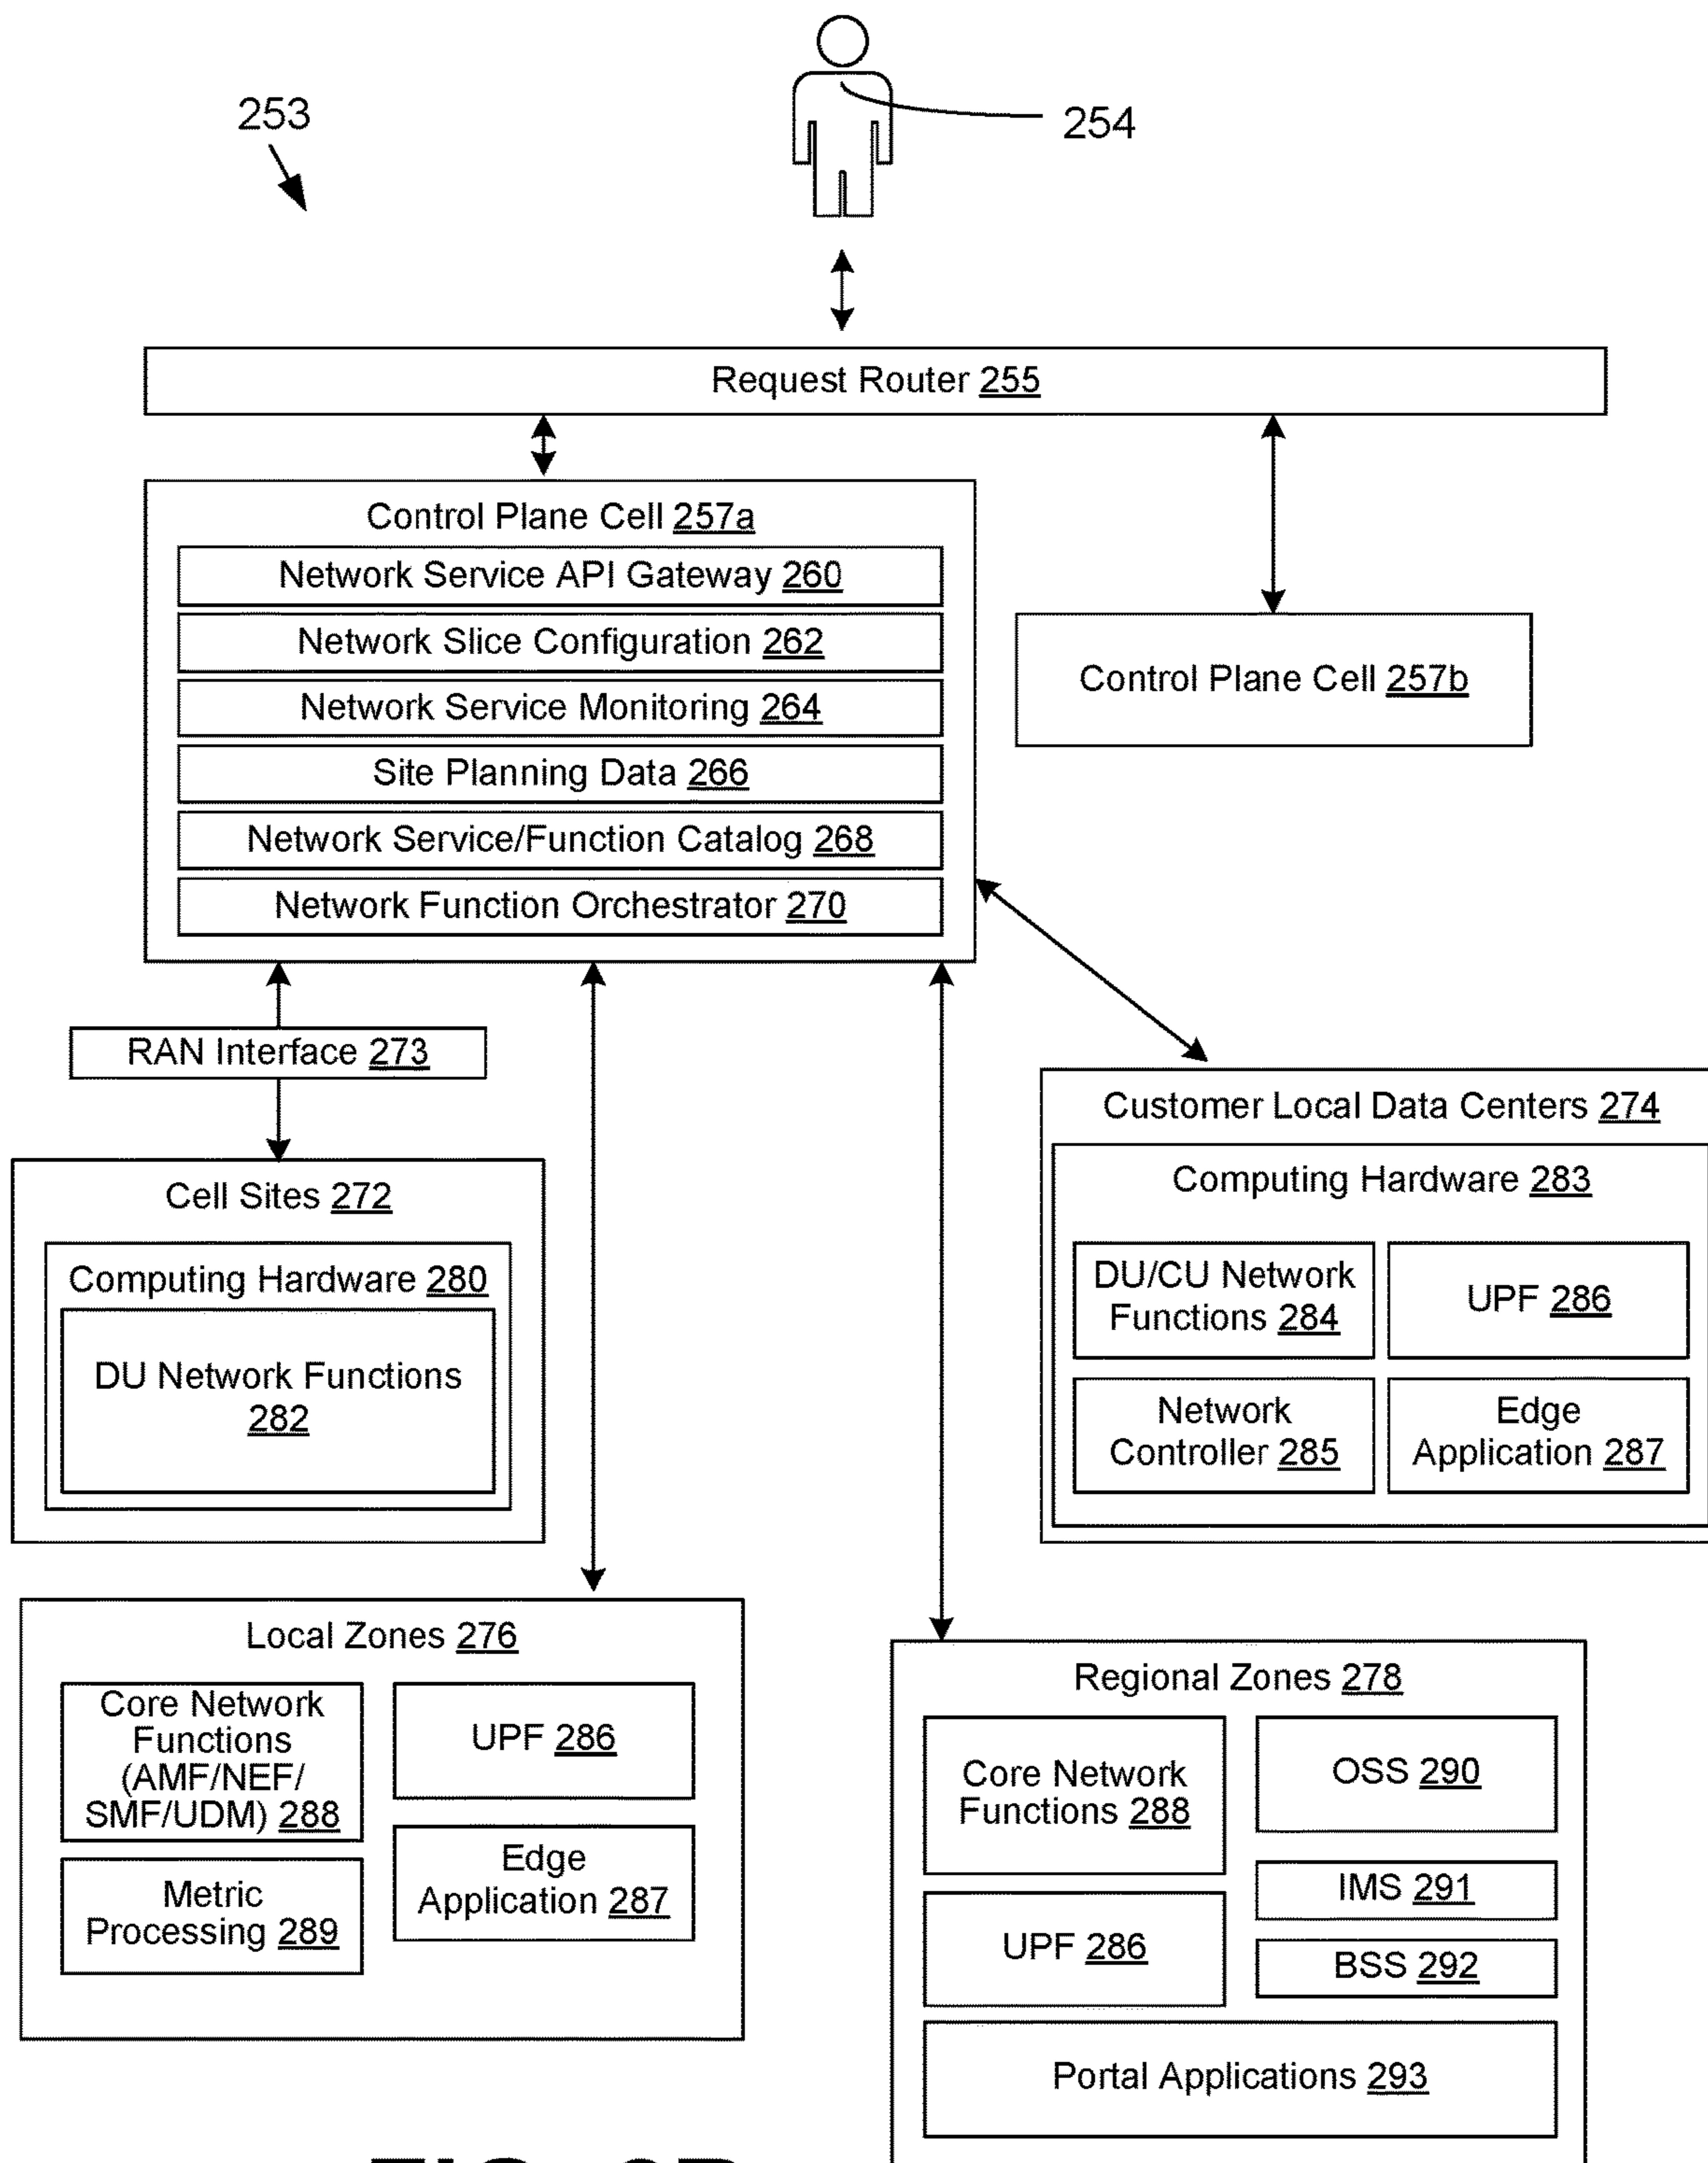 253
254
Request Router 255
Control Plane Cell 257a
Network Service API Gateway 260
Network Slice Configuration 262
Network Service Monitoring 264
Site Planning Data 266
Network Service/Function Catalog 268
Network Function Orchestrator 270
Control Plane Cell 257b
RAN Interface 273
Cell Sites 272
Computing Hardware 280
DU Network Functions
282
Customer Local Data Centers 274
Computing Hardware 283
DU/CU Network
Functions 284
UPF 286
Network
Controller 285
Edge
Application 287
Local Zones 276
Core Network
Functions
(AMF/NEF/
SMF/UDM) 288
UPF 286
Metric
Processing 289
Edge
Application 287
Regional Zones 278
Core Network
Functions 288
OSS 290
IMS 291
UPF 286
BSS 292
Portal Applications 293